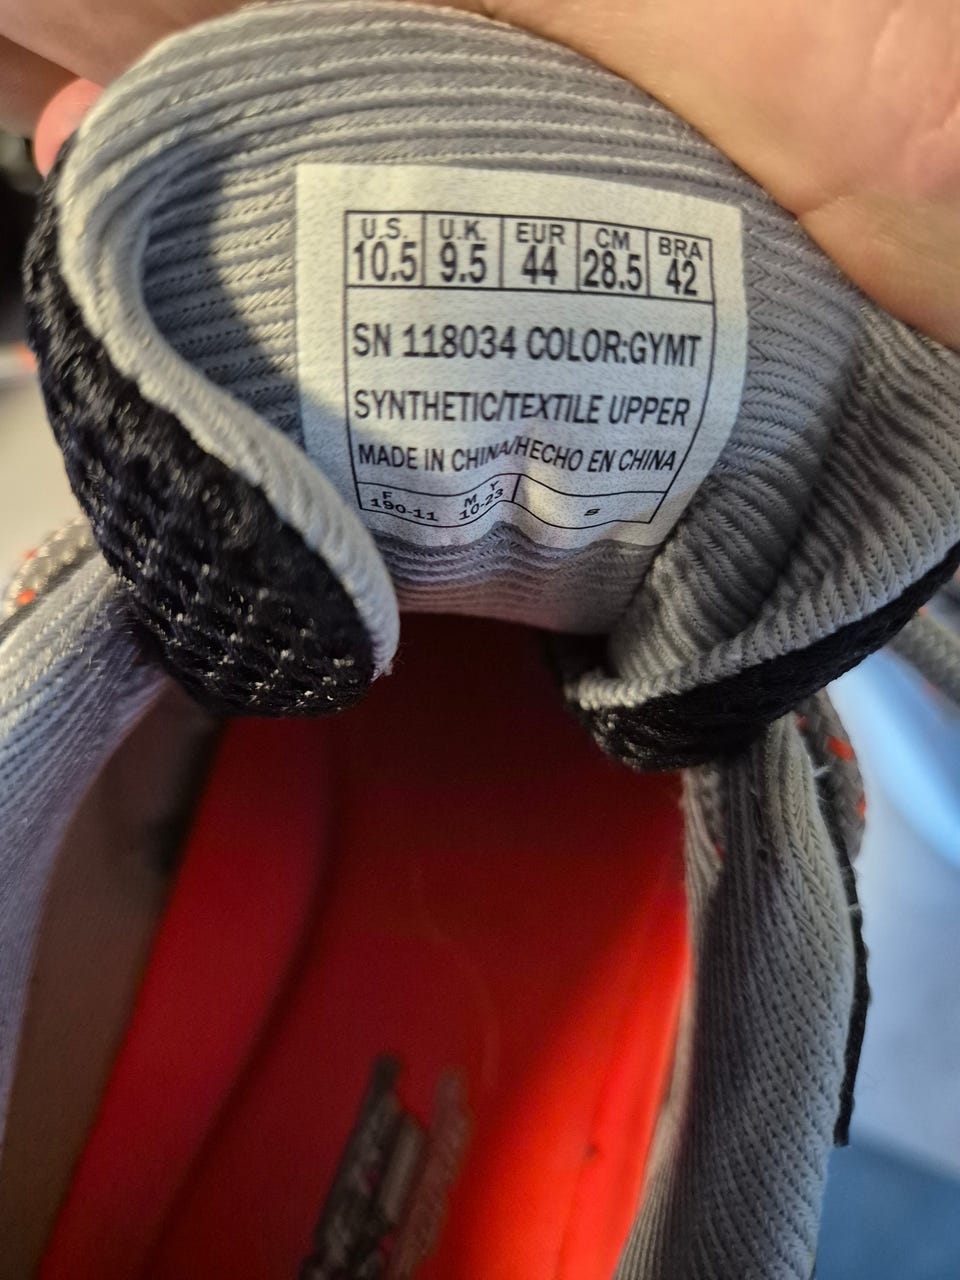 U.S. U.K. EUR CM BRA
10.5 9.5 44 28.5 42
SN 118034 COLOR:GYMT
SYNTHETIC/TEXTILE UPPER
MADE IN CHINA/HECHO EN CHINA
F M Y
190-11 10-23 S